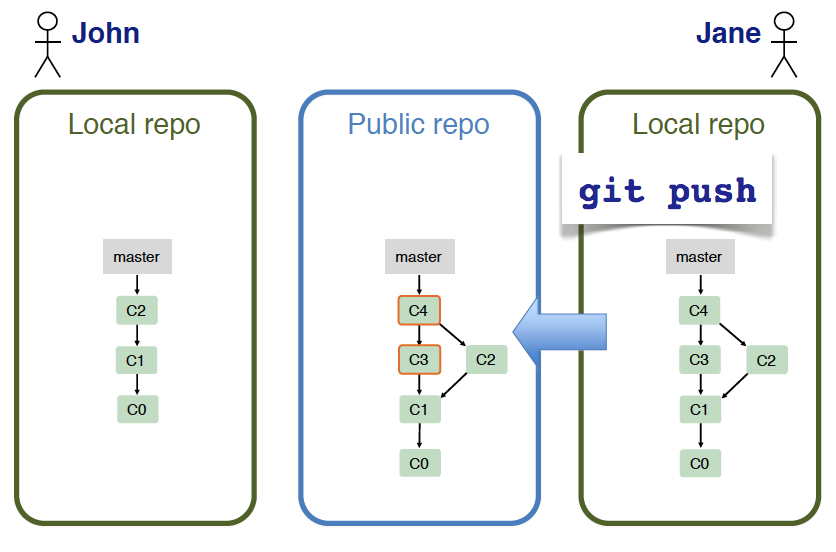 John
Jane
Local repo
Public repo
Local repo
git push
master
C2
C1
C0
master
C4
C3
C2
C1
C0
master
C4
C3
C2
C1
C0